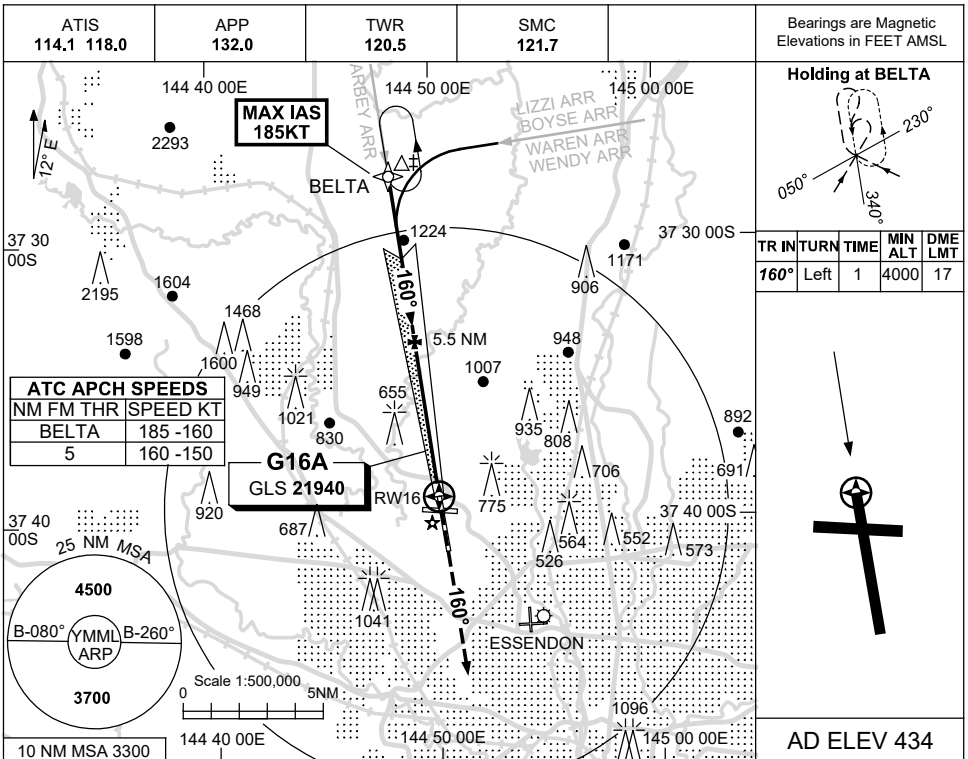 ATIS
114.1 118.0
APP
132.0
TWR
120.5
SMC
121.7
Bearings are Magnetic
Elevations in FEET AMSL
144 40 00E
144 50 00E
145 00 00E
12° E
2293
MAX IAS
185KT
ARBEY ARR
LIZZI ARR
BOYSE ARR
WAREN ARR
WENDY ARR
BELTA
Holding at BELTA
230°
050°
340°
TR IN TURN TIME MIN ALT DME LMT
160° Left 1 4000 17
37 30
00S
37 30 00S
1224
1171
2195
1604
160°
906
1468
1598
1600
949
5.5 NM
948
1007
1021
655
830
935
808
892
ATC APCH SPEEDS
NM FM THR SPEED KT
BELTA 185 -160
5 160 -150
G16A
GLS 21940
706
691
RW16
775
920
687
37 40
00S
37 40 00S
564
552
526
573
25 NM MSA
4500
B-080°
YMML
ARP
B-260°
3700
1041
160°
ESSENDON
Scale 1:500,000
0 5NM
1096
10 NM MSA 3300
144 40 00E
144 50 00E
145 00 00E
AD ELEV 434